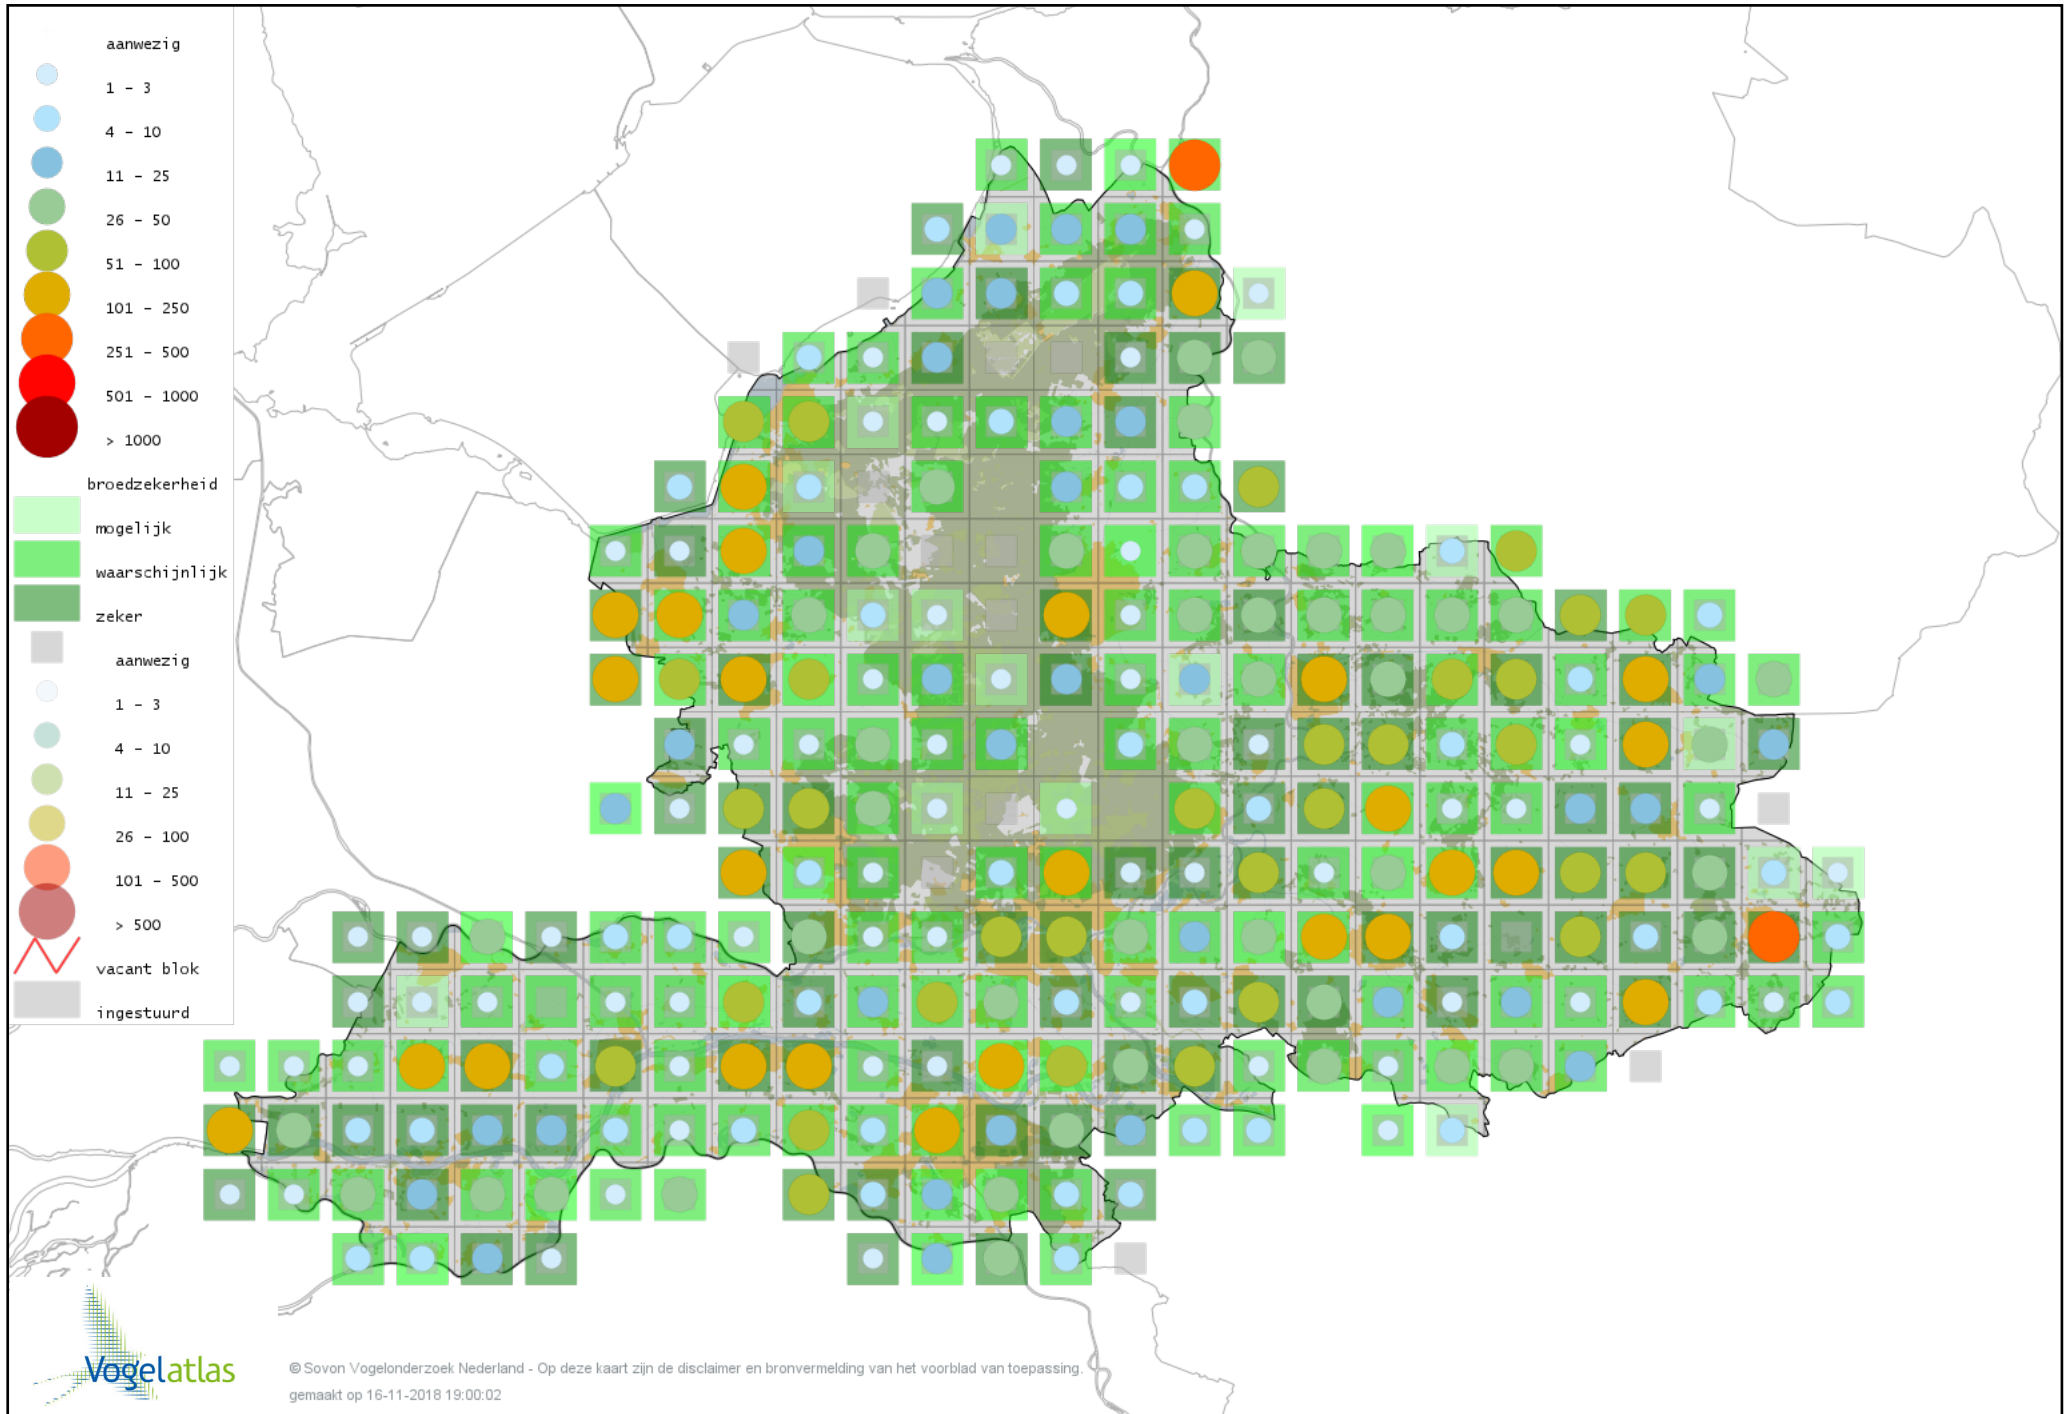 aanwezig
1 - 3
4 - 10
11 - 25
26 - 50
51 - 100
101 - 250
251 - 500
501 - 1000
> 1000
broedzekerheid
mogelijk
waarschijnlijk
zeker
aanwezig
1 - 3
4 - 10
11 - 25
26 - 100
101 - 500
> 500
vacant blok
ingestuurd
Vogelatlas
© Sovon Vogelonderzoek Nederland - Op deze kaart zijn de disclaimer en bronvermelding van het voorblad van toepassing.
gemaakt op 16-11-2018 19:00:02